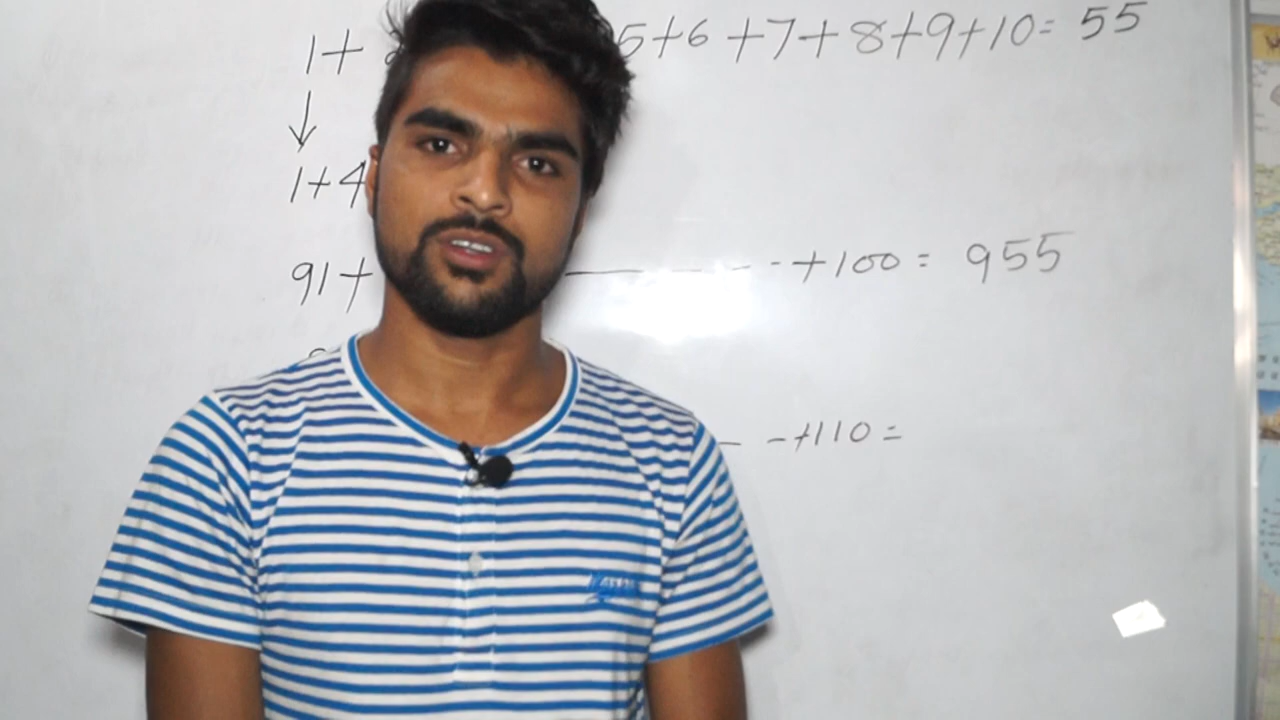 1+ 5+6+7+8+9+10= 55
1+4
91+ ——— - - - - +100 = 955
- - +110 =